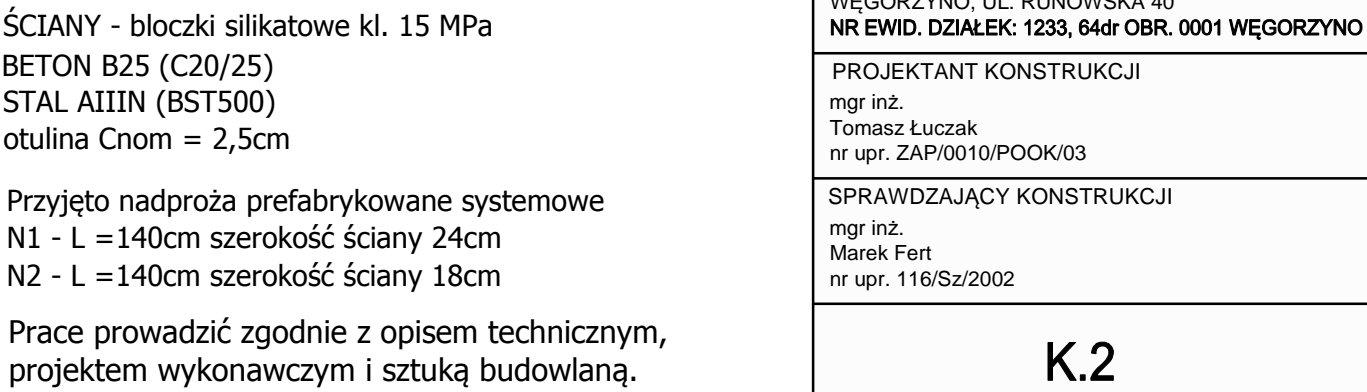 ŚCIANY - bloczki silikatowe kl. 15 MPa
BETON B25 (C20/25)
STAL AIIIN (BST500)
otulina Cnom = 2,5cm
Przyjęto nadproża prefabrykowane systemowe
N1 - L =140cm szerokość ściany 24cm
N2 - L =140cm szerokość ściany 18cm
Prace prowadzić zgodnie z opisem technicznym,
projektem wykonawczym i sztuką budowlaną.
WĘGORZYNO, UL. RUNOWSKA 40
NR EWID. DZIAŁEK: 1233, 64dr OBR. 0001 WĘGORZYNO
PROJEKTANT KONSTRUKCJI
mgr inż.
Tomasz Łuczak
nr upr. ZAP/0010/POOK/03
SPRAWDZAJĄCY KONSTRUKCJI
mgr inż.
Marek Fert
nr upr. 116/Sz/2002
K.2